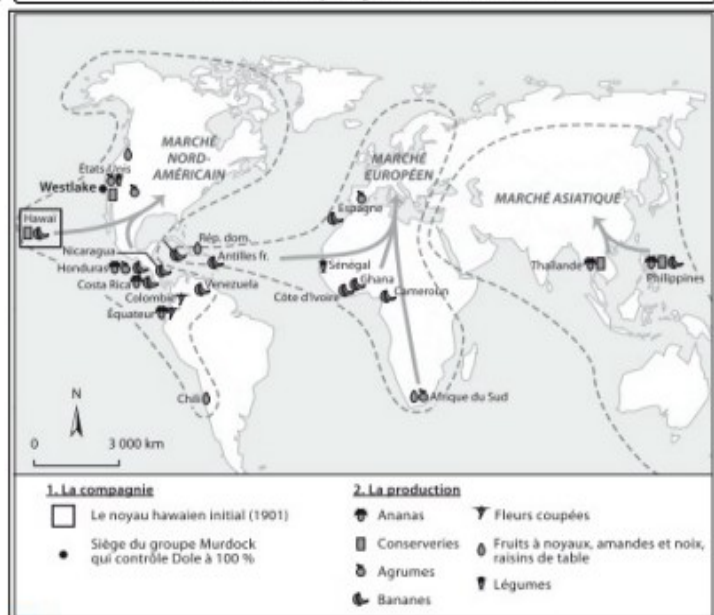 MARCHÉ
NORD-
AMÉRICAIN
MARCHÉ
EUROPÉEN
MARCHÉ ASIATIQUE
États-Unis
Westlake
Hawaï
Espagne
Rép. dom.
Nicaragua
Antilles fr.
Honduras
Sénégal
Thaïlande
Philippines
Costa Rica
Venezuela
Ghana
Côte d'Ivoire
Cameroun
Colombie
Équateur
Chili
Afrique du Sud
N
0 3 000 km
1. La compagnie
Le noyau hawaïen initial (1901)
Siège du groupe Murdock
qui contrôle Dole à 100 %
2. La production
Ananas
Conserveries
Agrumes
Bananes
Fleurs coupées
Fruits à noyaux, amandes et noix,
raisins de table
Légumes